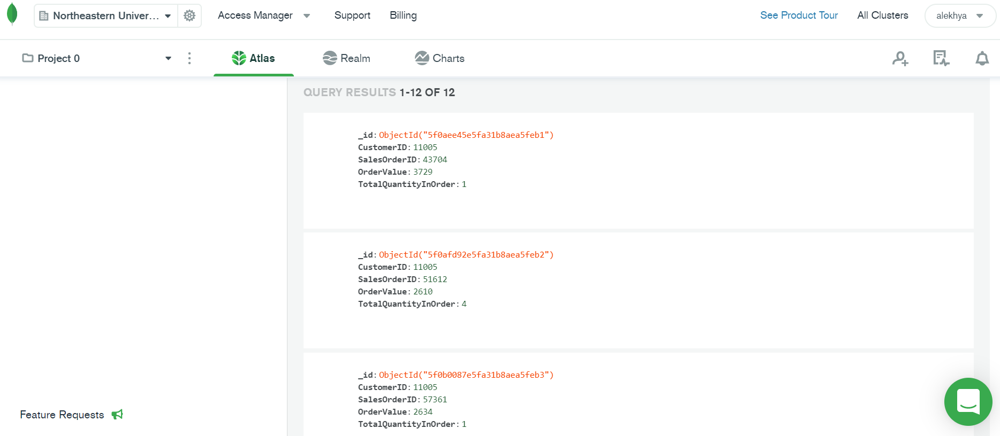 Northeastern Univer... Access Manager Support Billing See Product Tour All Clusters alekhya
Project 0 Atlas Realm Charts
QUERY RESULTS 1-12 OF 12
_id: ObjectId("5f0aee45e5fa31b8aea5feb1")
CustomerID: 11005
SalesOrderID: 43704
OrderValue: 3729
TotalQuantityInOrder: 1
_id: ObjectId("5f0afd92e5fa31b8aea5feb2")
CustomerID: 11005
SalesOrderID: 51612
OrderValue: 2610
TotalQuantityInOrder: 4
_id: ObjectId("5f0b0087e5fa31b8aea5feb3")
CustomerID: 11005
SalesOrderID: 57361
OrderValue: 2634
TotalQuantityInOrder: 1
Feature Requests